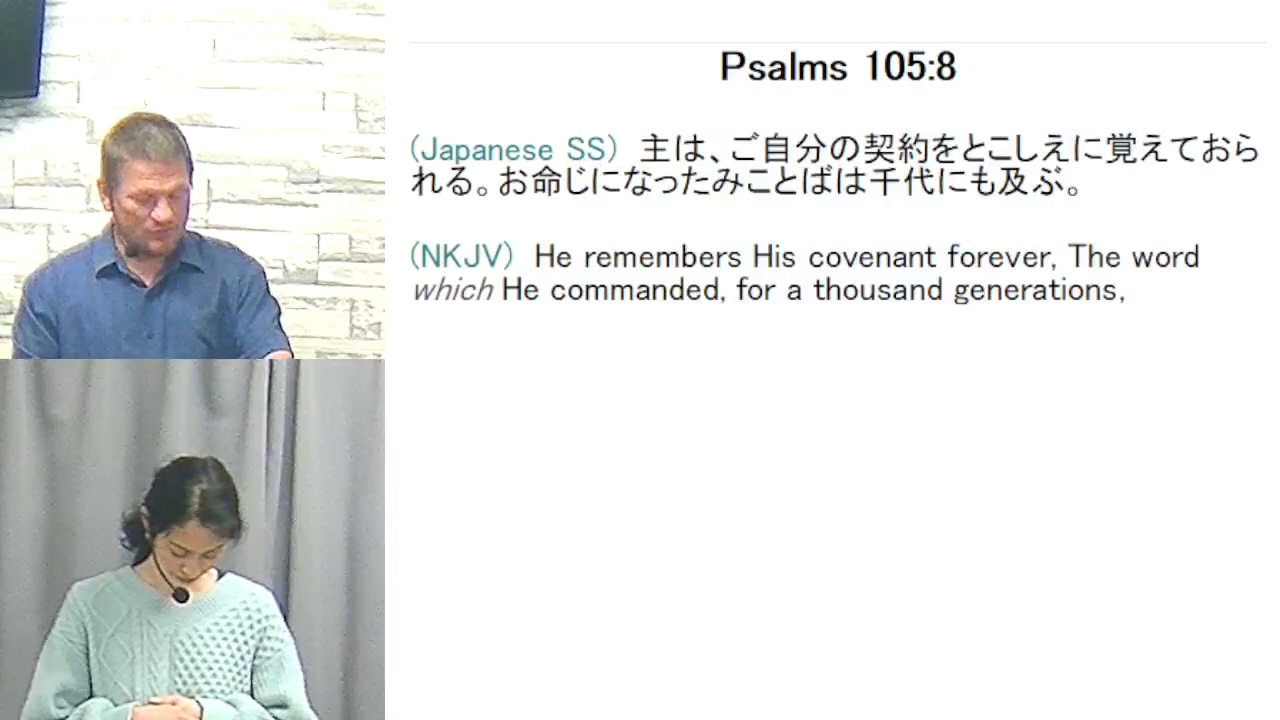 Psalms 105:8
(Japanese SS) 主は、ご自分の契約をとこしえに覚えておら
れる。お命じになったみことばは千代にも及ぶ。
(NKJV) He remembers His covenant forever, The word
which He commanded, for a thousand generations,